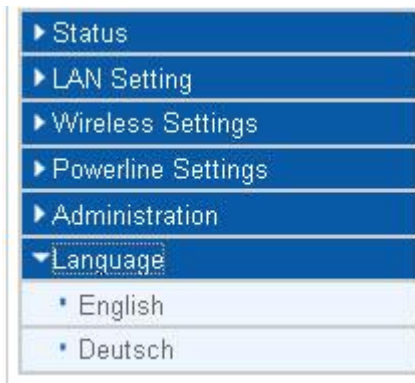 Status
LAN Setting
Wireless Settings
Powerline Settings
Administration
Language
English
Deutsch